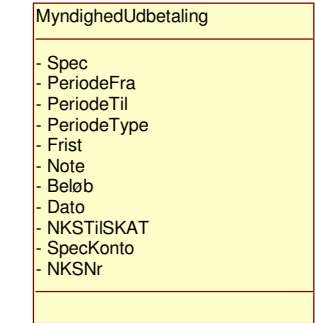 MyndighedUdbetaling
- Spec
- PeriodeFra
- PeriodeTil
- PeriodeType
- Frist
- Note
- Beløb
- Dato
- NKSTilSKAT
- SpecKonto
- NKSNr